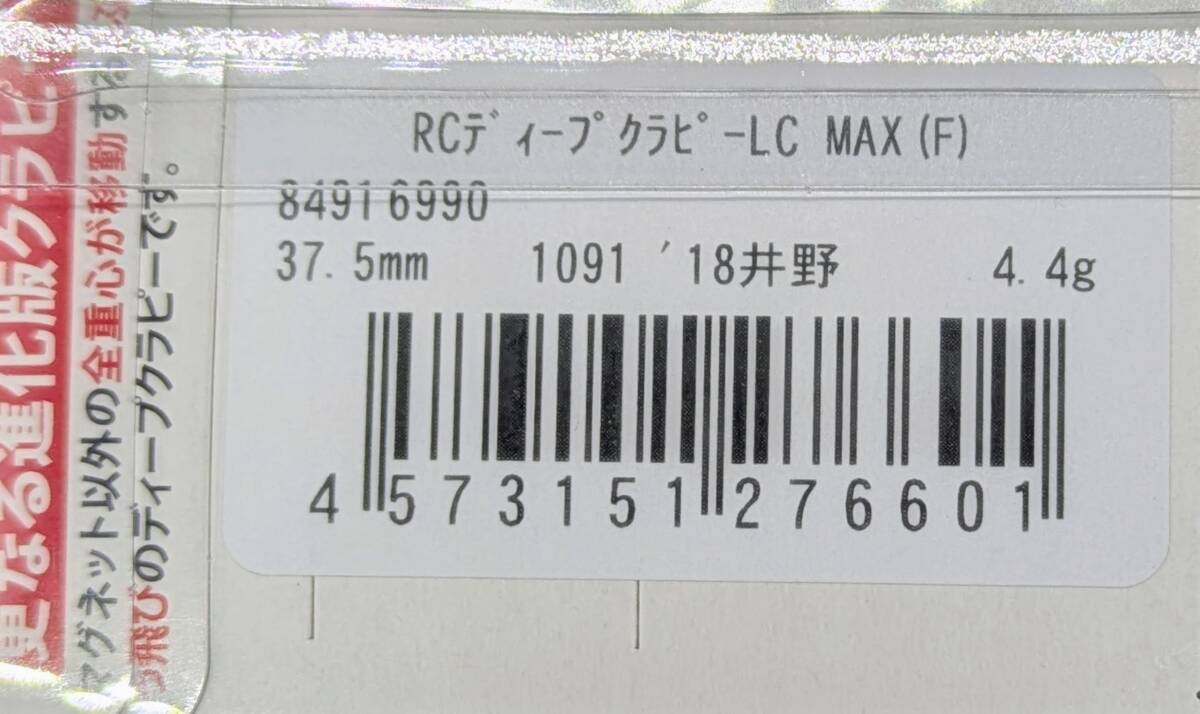 RCﾃﾞｨｰﾌﾟｸﾗﾋﾟｰLC MAX(F)
84916990
37.5mm 1091 '18井野 4.4g
4 573151 276601
更なる進化版クラピ
マグネット以外の全重心が移動する
飛びのディープクラピーです。